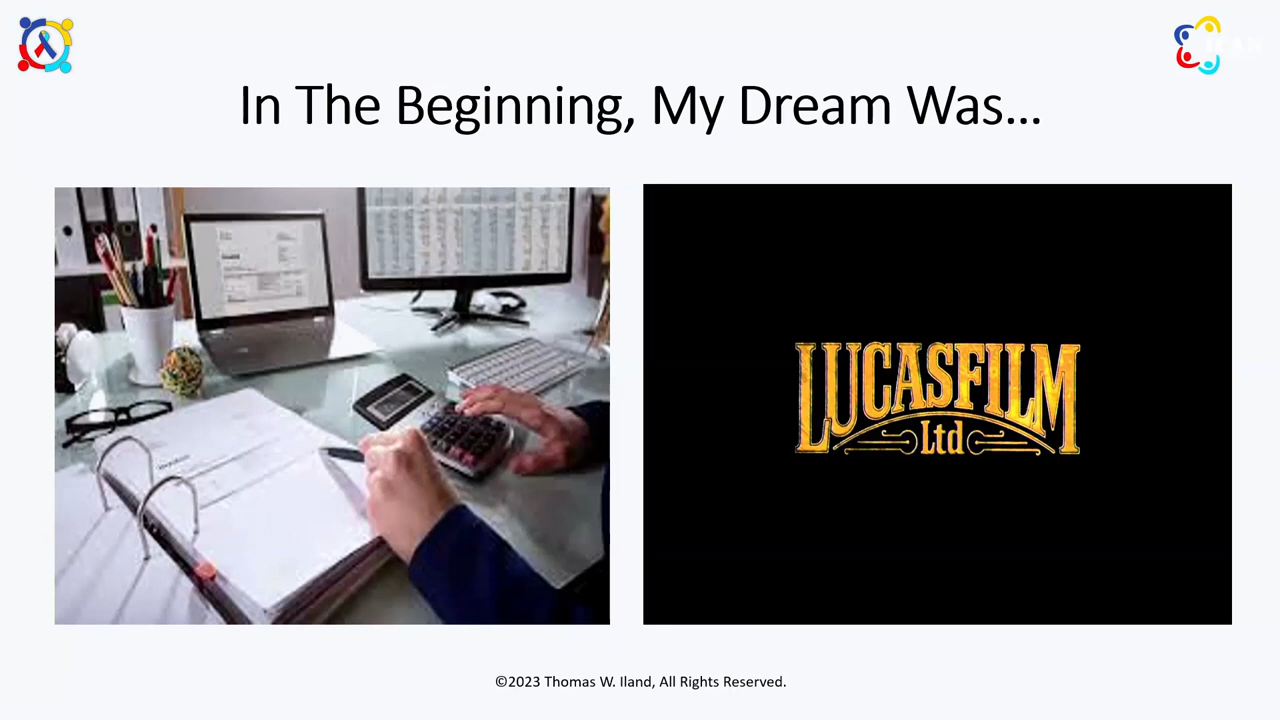 In The Beginning, My Dream Was...
LUCASFILM
Ltd
©2023 Thomas W. Iland, All Rights Reserved.